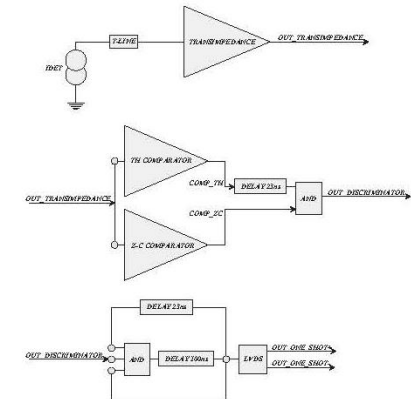 T-LINE
TRANSIMPEDANCE
OUT_TRANSIMPEDANCE
IDET
TH COMPARATOR
COMP_TH
DELAY 23ns
OUT_TRANSIMPEDANCE
AND
OUT_DISCRIMINATOR
COMP_ZC
Z-C COMPARATOR
DELAY 23ns
OUT_DISCRIMINATOR
AND
DELAY 100ns
LVDS
OUT_ONE_SHOT+
OUT_ONE_SHOT-